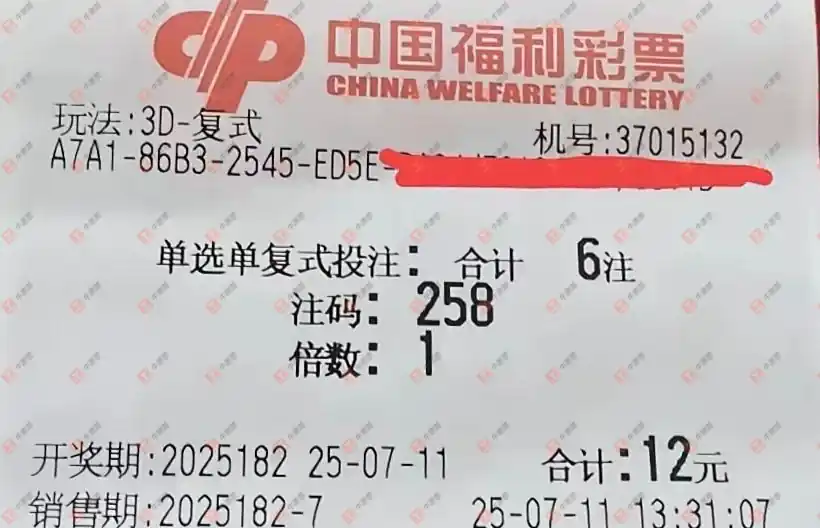 中国福利彩票
CHINA WELFARE LOTTERY
玩法:3D-复式
机号:37015132
A7A1-86B3-2545-ED5E-
单选单复式投注: 合计 6注
注码: 258
倍数: 1
开奖期:2025182 25-07-11 合计:12元
销售期:2025182-7 25-07-11 13:31:07